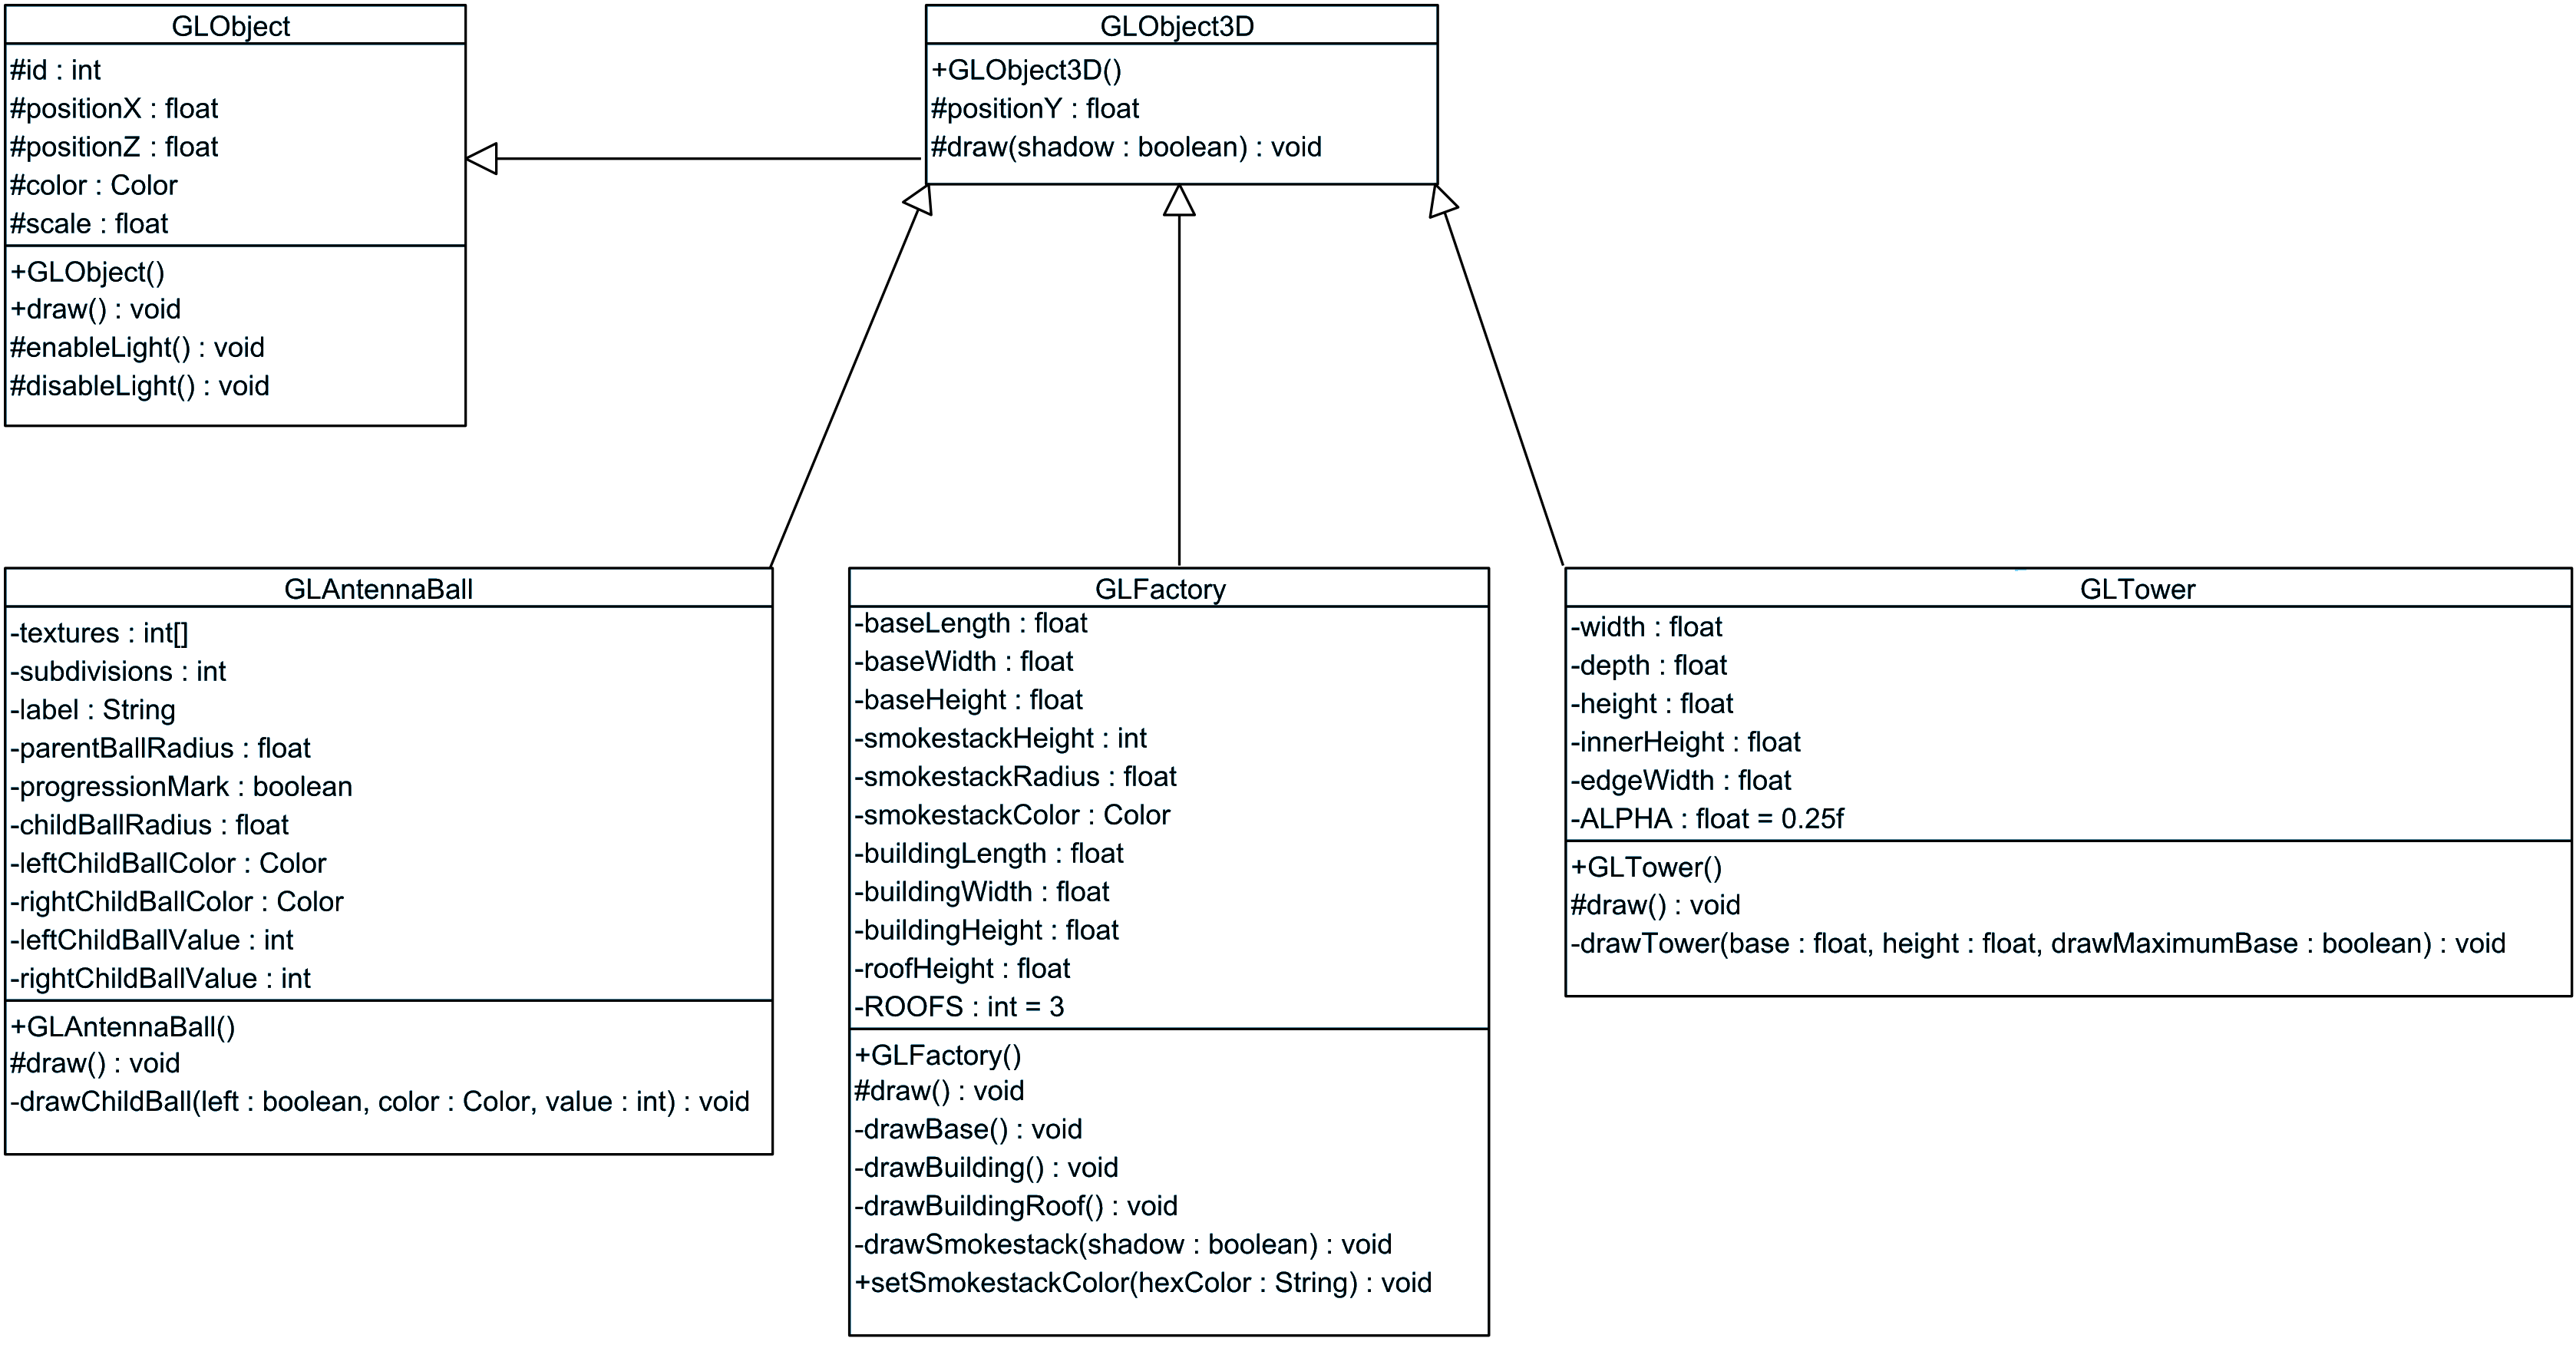 GLObject
#id : int
#positionX : float
#positionZ : float
#color : Color
#scale : float
+GLObject()
+draw() : void
#enableLight() : void
#disableLight() : void
GLObject3D
+GLObject3D()
#positionY : float
#draw(shadow : boolean) : void
GLAntennaBall
-textures : int[]
-subdivisions : int
-label : String
-parentBallRadius : float
-progressionMark : boolean
-childBallRadius : float
-leftChildBallColor : Color
-rightChildBallColor : Color
-leftChildBallValue : int
-rightChildBallValue : int
+GLAntennaBall()
#draw() : void
-drawChildBall(left : boolean, color : Color, value : int) : void
GLFactory
-baseLength : float
-baseWidth : float
-baseHeight : float
-smokestackHeight : int
-smokestackRadius : float
-smokestackColor : Color
-buildingLength : float
-buildingWidth : float
-buildingHeight : float
-roofHeight : float
-ROOFS : int = 3
+GLFactory()
#draw() : void
-drawBase() : void
-drawBuilding() : void
-drawBuildingRoof() : void
-drawSmokestack(shadow : boolean) : void
+setSmokestackColor(hexColor : String) : void
GLTower
-width : float
-depth : float
-height : float
-innerHeight : float
-edgeWidth : float
-ALPHA : float = 0.25f
+GLTower()
#draw() : void
-drawTower(base : float, height : float, drawMaximumBase : boolean) : void